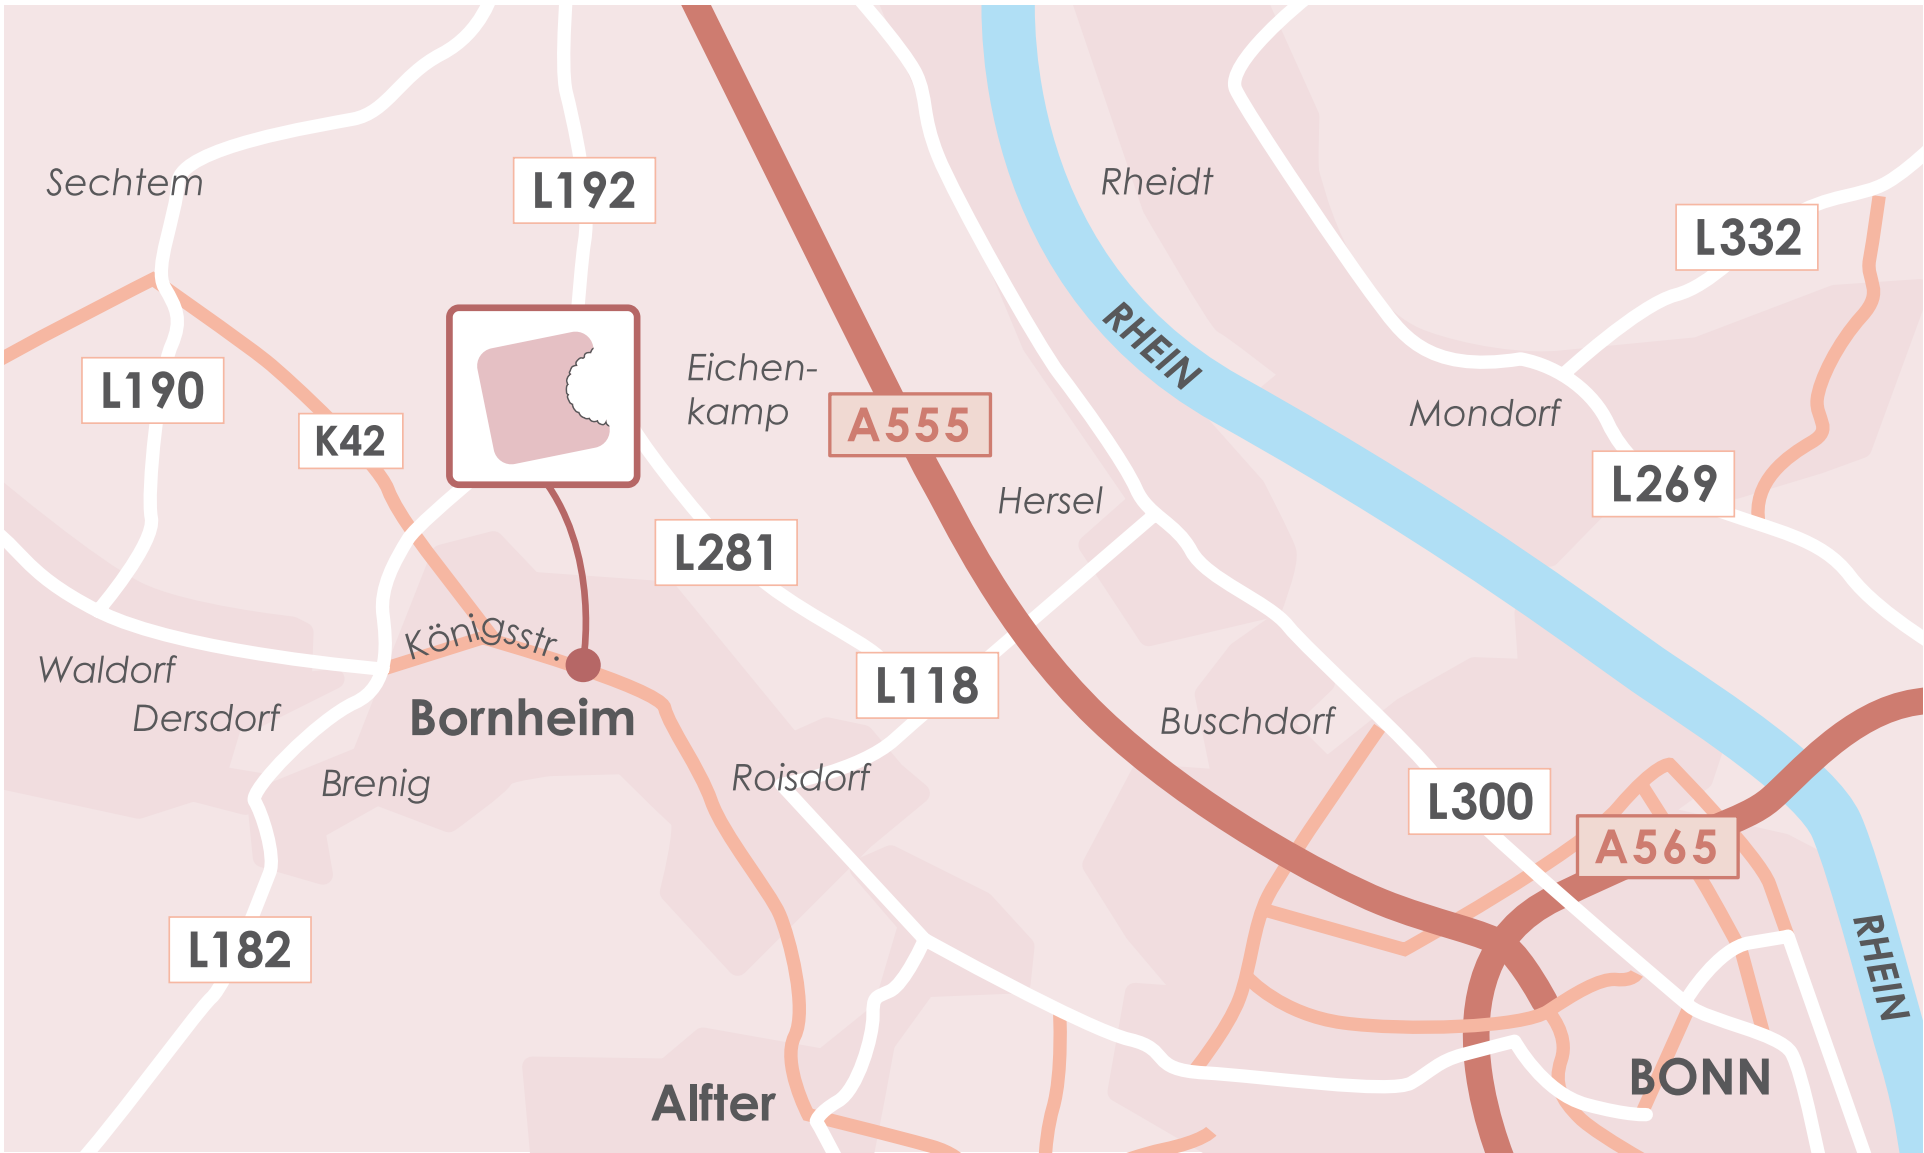 Sechtem
L192
Rheidt
L332
RHEIN
L190
Eichen-
kamp
A555
Mondorf
K42
L269
Hersel
L281
Königsstr.
Waldorf
L118
Dersdorf
Bornheim
Buschdorf
Brenig
Roisdorf
L300
A565
L182
RHEIN
BONN
Alfter